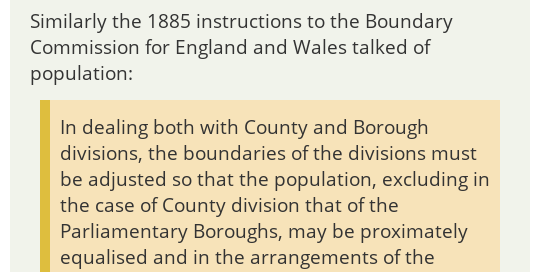 Similarly the 1885 instructions to the Boundary
Commission for England and Wales talked of
population:
In dealing both with County and Borough
divisions, the boundaries of the divisions must
be adjusted so that the population, excluding in
the case of County division that of the
Parliamentary Boroughs, may be proximately
equalised and in the arrangements of the